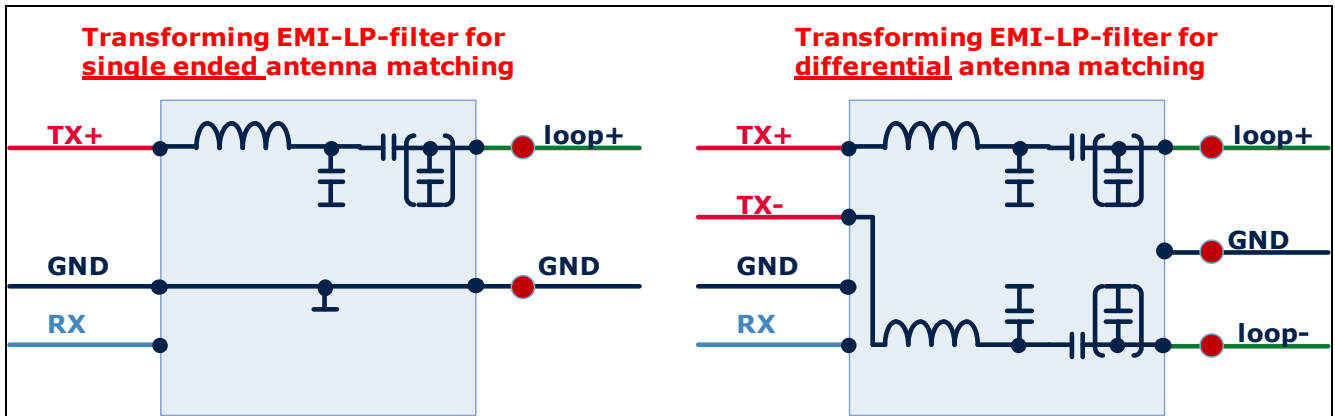 Transforming EMI-LP-filter for
single ended antenna matching
TX+
loop+
GND
GND
RX
Transforming EMI-LP-filter for
differential antenna matching
TX+
loop+
TX-
GND
GND
RX
loop-